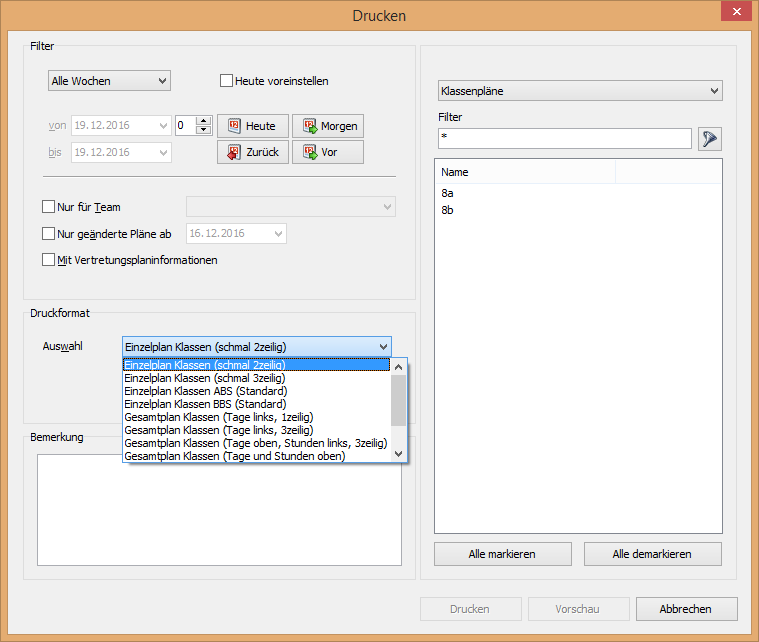 Drucken
Filter
Alle Wochen
Heute voreinstellen
von 19.12.2016 0 Heute Morgen
bis 19.12.2016 Zurück Vor
Nur für Team
Nur geänderte Pläne ab 16.12.2016
Mit Vertretungsplaninformationen
Druckformat
Auswahl Einzelplan Klassen (schmal 2zeilig)
Einzelplan Klassen (schmal 2zeilig)
Einzelplan Klassen (schmal 3zeilig)
Einzelplan Klassen ABS (Standard)
Einzelplan Klassen BBS (Standard)
Gesamtplan Klassen (Tage links, 1zeilig)
Gesamtplan Klassen (Tage links, 3zeilig)
Gesamtplan Klassen (Tage oben, Stunden links, 3zeilig)
Gesamtplan Klassen (Tage und Stunden oben)
Bemerkung
Klassenpläne
Filter
*
Name
8a
8b
Alle markieren Alle demarkieren
Drucken Vorschau Abbrechen